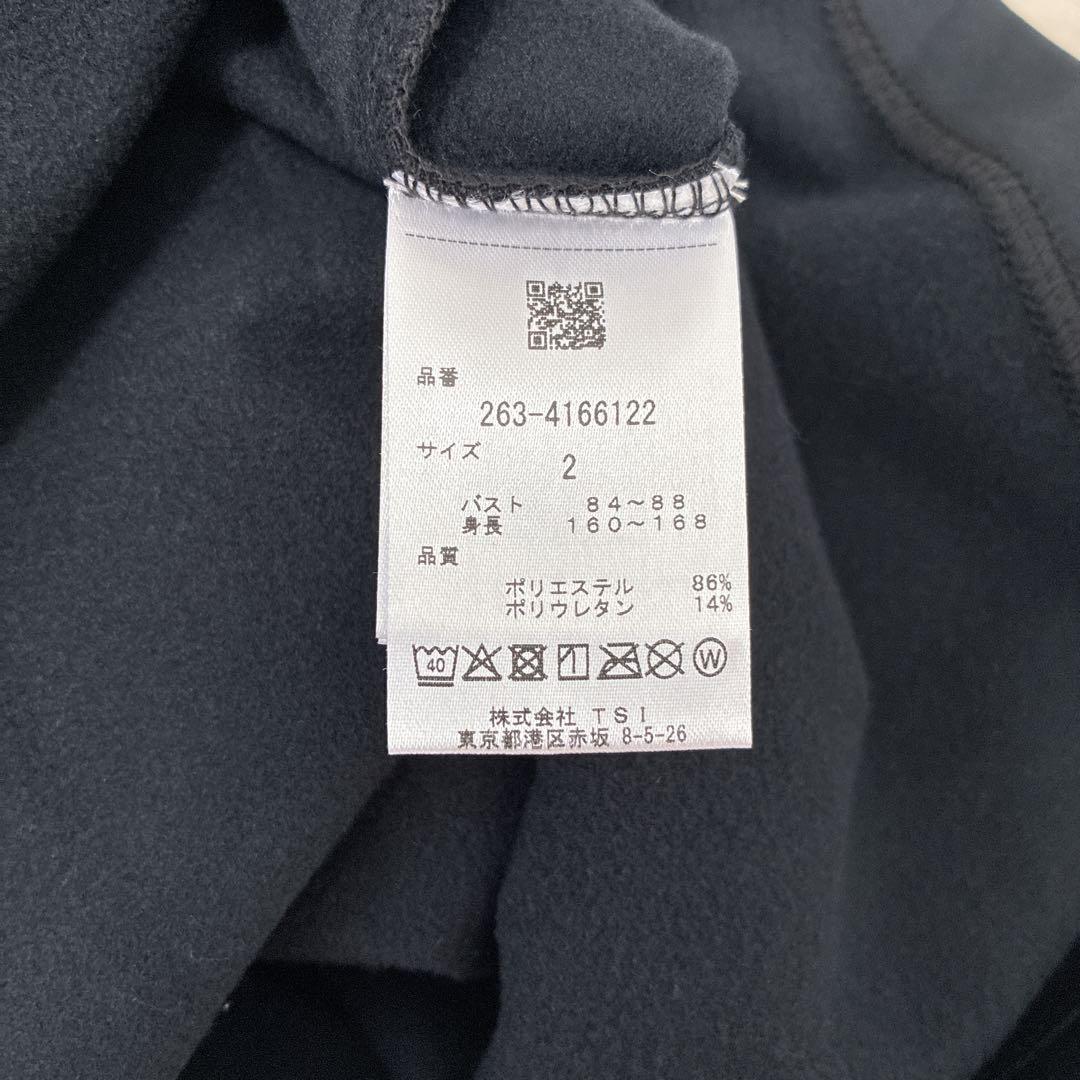 品番
263-4166122
サイズ
2
バスト 84～88
身長 160～168
品質
ポリエステル 86%
ポリウレタン 14%
40 W
株式会社 TSI
東京都港区赤坂 8-5-26